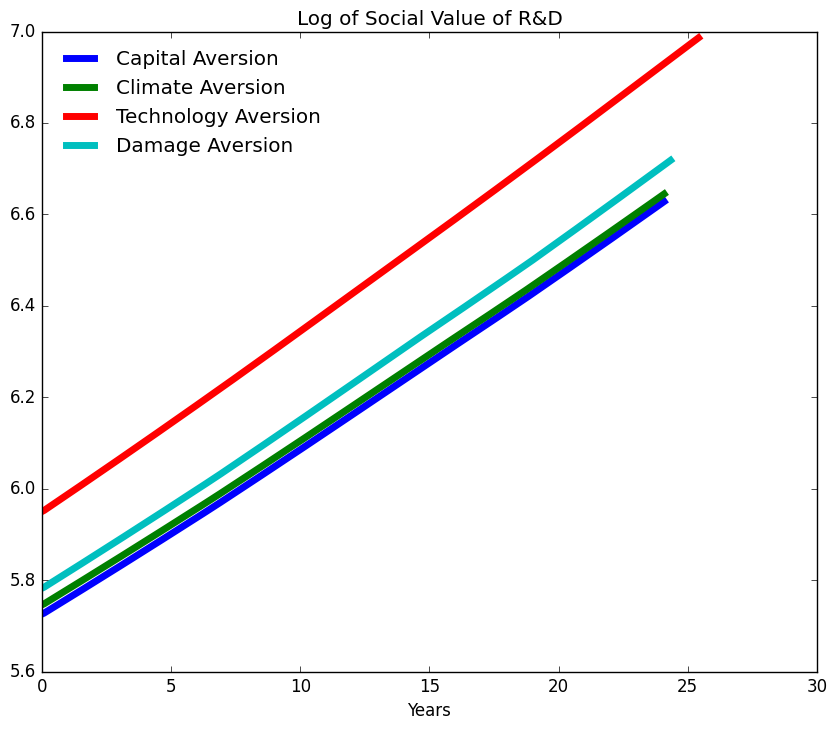 Log of Social Value of R&D
Capital Aversion
Climate Aversion
Technology Aversion
Damage Aversion
7.0
6.8
6.6
6.4
6.2
6.0
5.8
5.6
0 5 10 15 20 25 30
Years